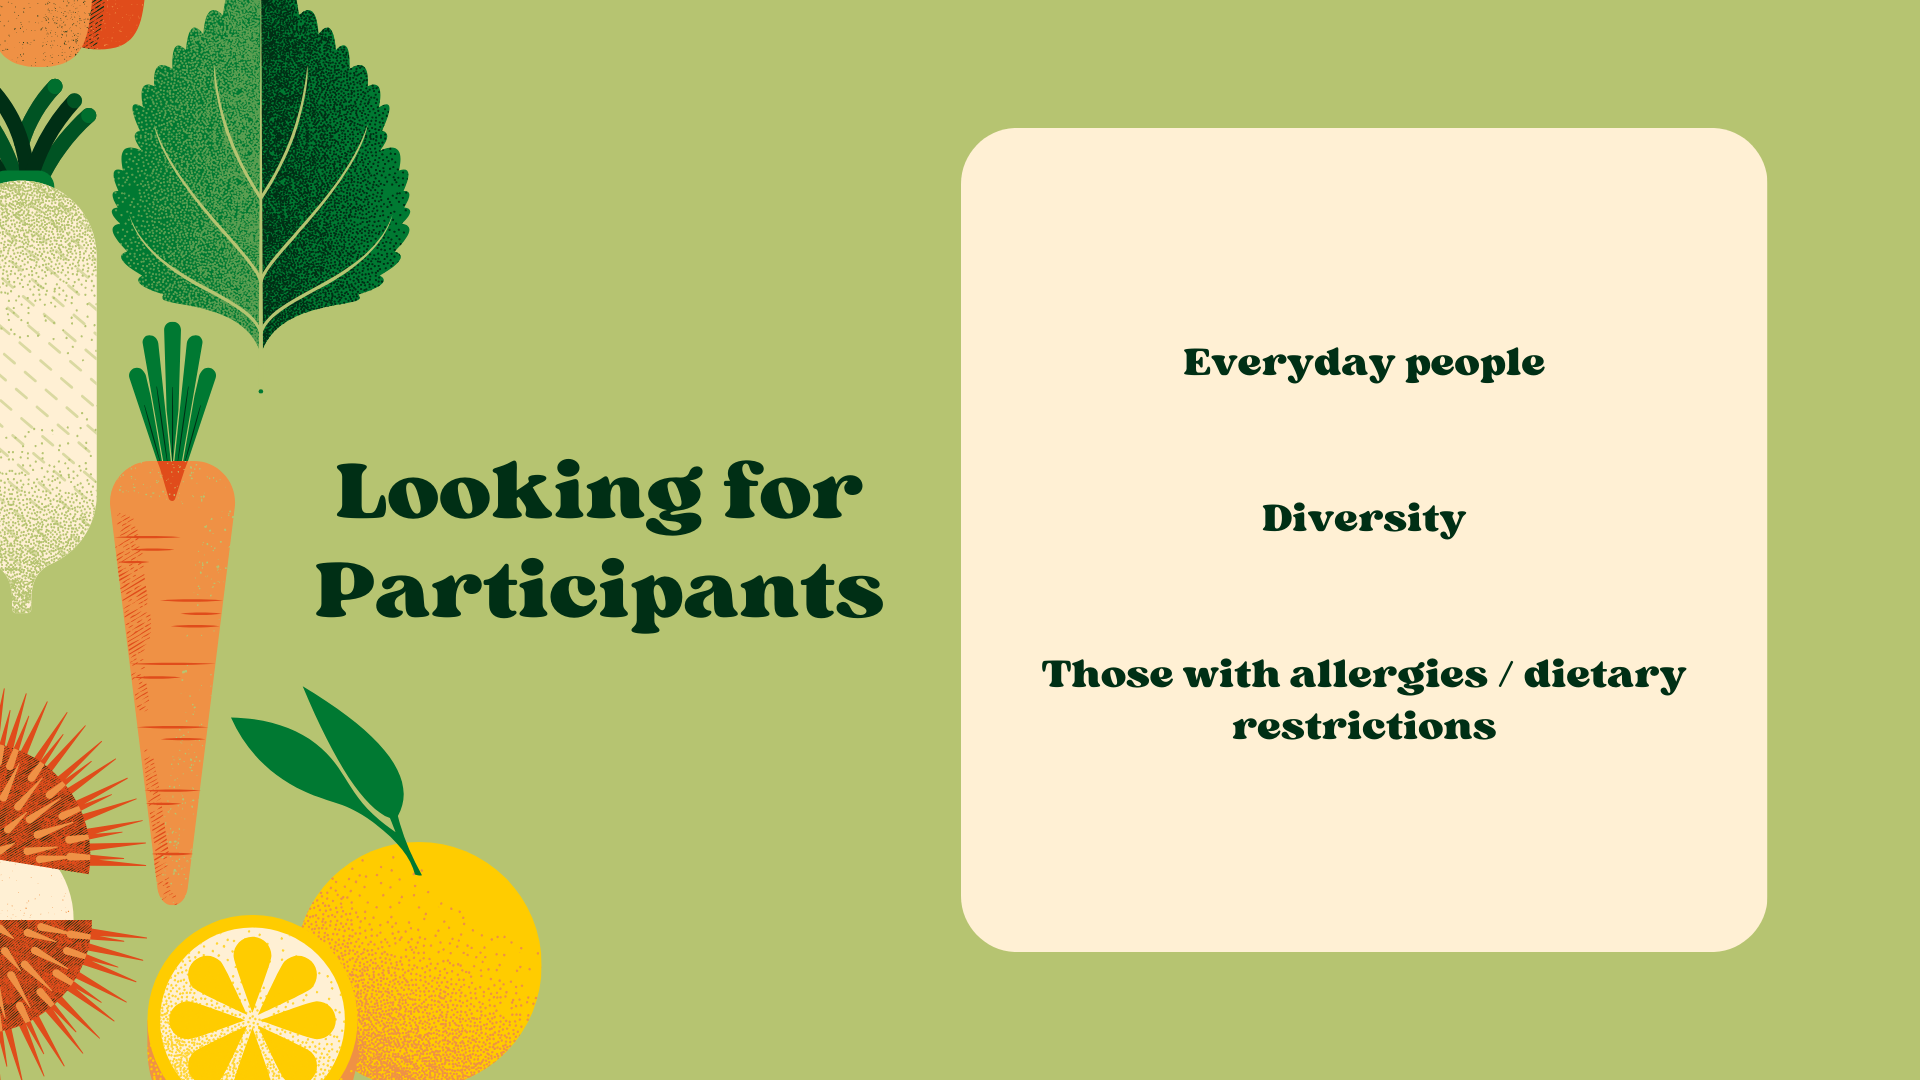 Looking for
Participants
Everyday people
Diversity
Those with allergies / dietary
restrictions